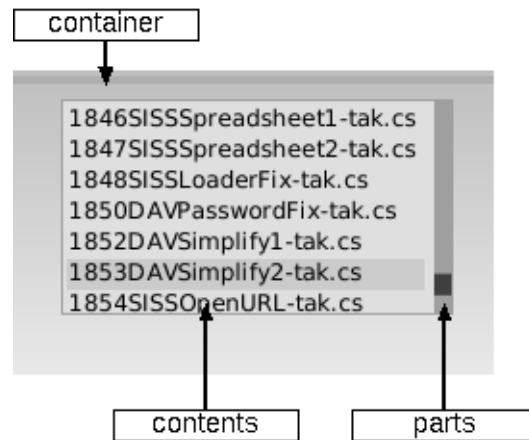 container
1846SISSSpreadsheet1-tak.cs
1847SISSSpreadsheet2-tak.cs
1848SISSLoaderFix-tak.cs
1850DAVPasswordFix-tak.cs
1852DAVSimplify1-tak.cs
1853DAVSimplify2-tak.cs
1854SISSOpenURL-tak.cs
contents
parts